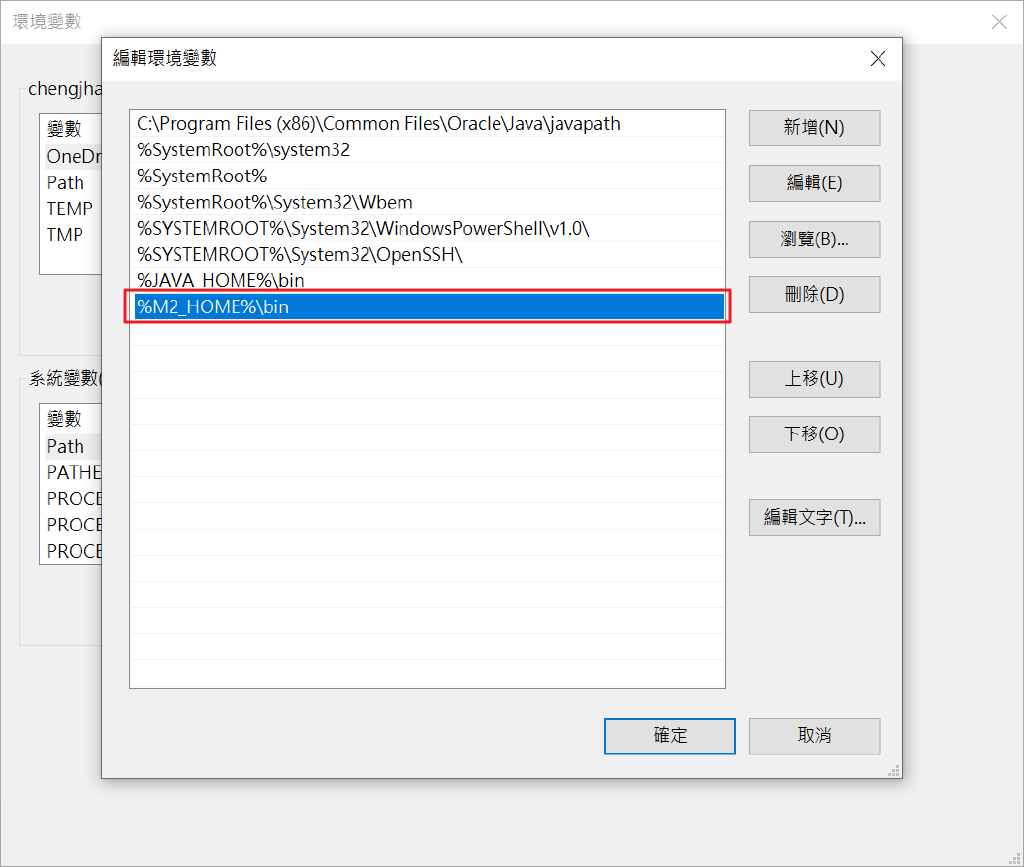 環境變數
編輯環境變數
chengjha
變數
OneDr
Path
TEMP
TMP
系統變數(
變數
Path
PATHE
PROCE
PROCE
PROCE
C:\Program Files (x86)\Common Files\Oracle\Java\javapath
%SystemRoot%\system32
%SystemRoot%
%SystemRoot%\System32\Wbem
%SYSTEMROOT%\System32\WindowsPowerShell\v1.0\
%SYSTEMROOT%\System32\OpenSSH\
%JAVA_HOME%\bin
%M2_HOME%\bin
新增(N)
編輯(E)
瀏覽(B)...
刪除(D)
上移(U)
下移(O)
編輯文字(T)...
確定
取消